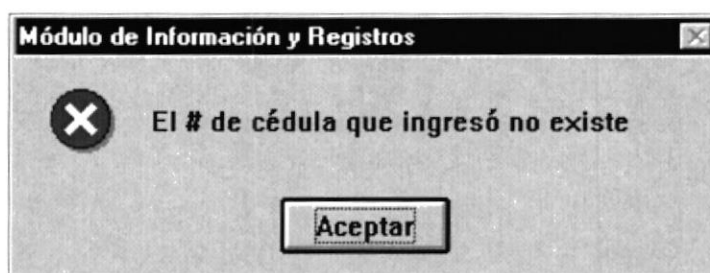 Módulo de Información y Registros
El # de cédula que ingresó no existe
Aceptar